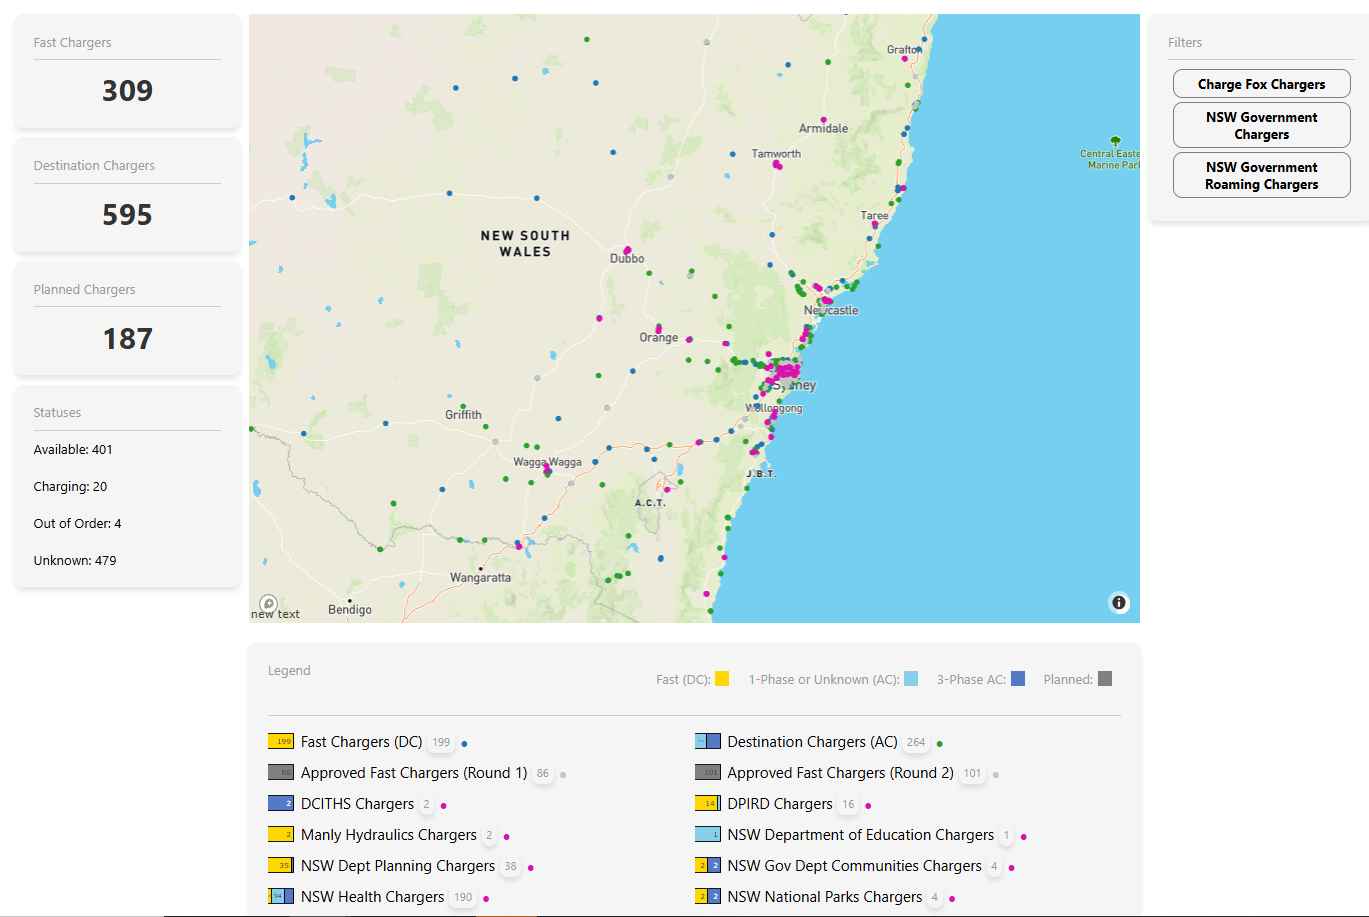 Fast Chargers
309
Destination Chargers
595
Planned Chargers
187
Statuses
Available: 401
Charging: 20
Out of Order: 4
Unknown: 479
Grafton
Armidale
Tamworth
Central Easte
Marine Parl
Taree
NEW SOUTH
WALES
Dubbo
Newcastle
Orange
Sydney
Griffith
Wollongong
Wagga Wagga
J.B.T.
A.C.T.
Wangaratta
Bendigo
new text
Filters
Charge Fox Chargers
NSW Government
Chargers
NSW Government
Roaming Chargers
Legend
Fast (DC):
1-Phase or Unknown (AC):
3-Phase AC:
Planned:
199 Fast Chargers (DC) 199
Destination Chargers (AC) 264
86 Approved Fast Chargers (Round 1) 86
101 Approved Fast Chargers (Round 2) 101
2 DCITHS Chargers 2
14 DPIRD Chargers 16
2 Manly Hydraulics Chargers 2
1 NSW Department of Education Chargers 1
35 NSW Dept Planning Chargers 38
2 2 NSW Gov Dept Communities Chargers 4
94 NSW Health Chargers 190
2 2 NSW National Parks Chargers 4